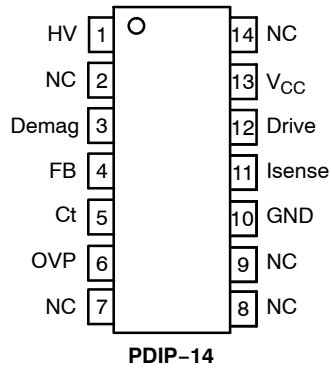 HV 1 14 NC
NC 2 13 VCC
Demag 3 12 Drive
FB 4 11 Isense
Ct 5 10 GND
OVP 6 9 NC
NC 7 8 NC
PDIP−14